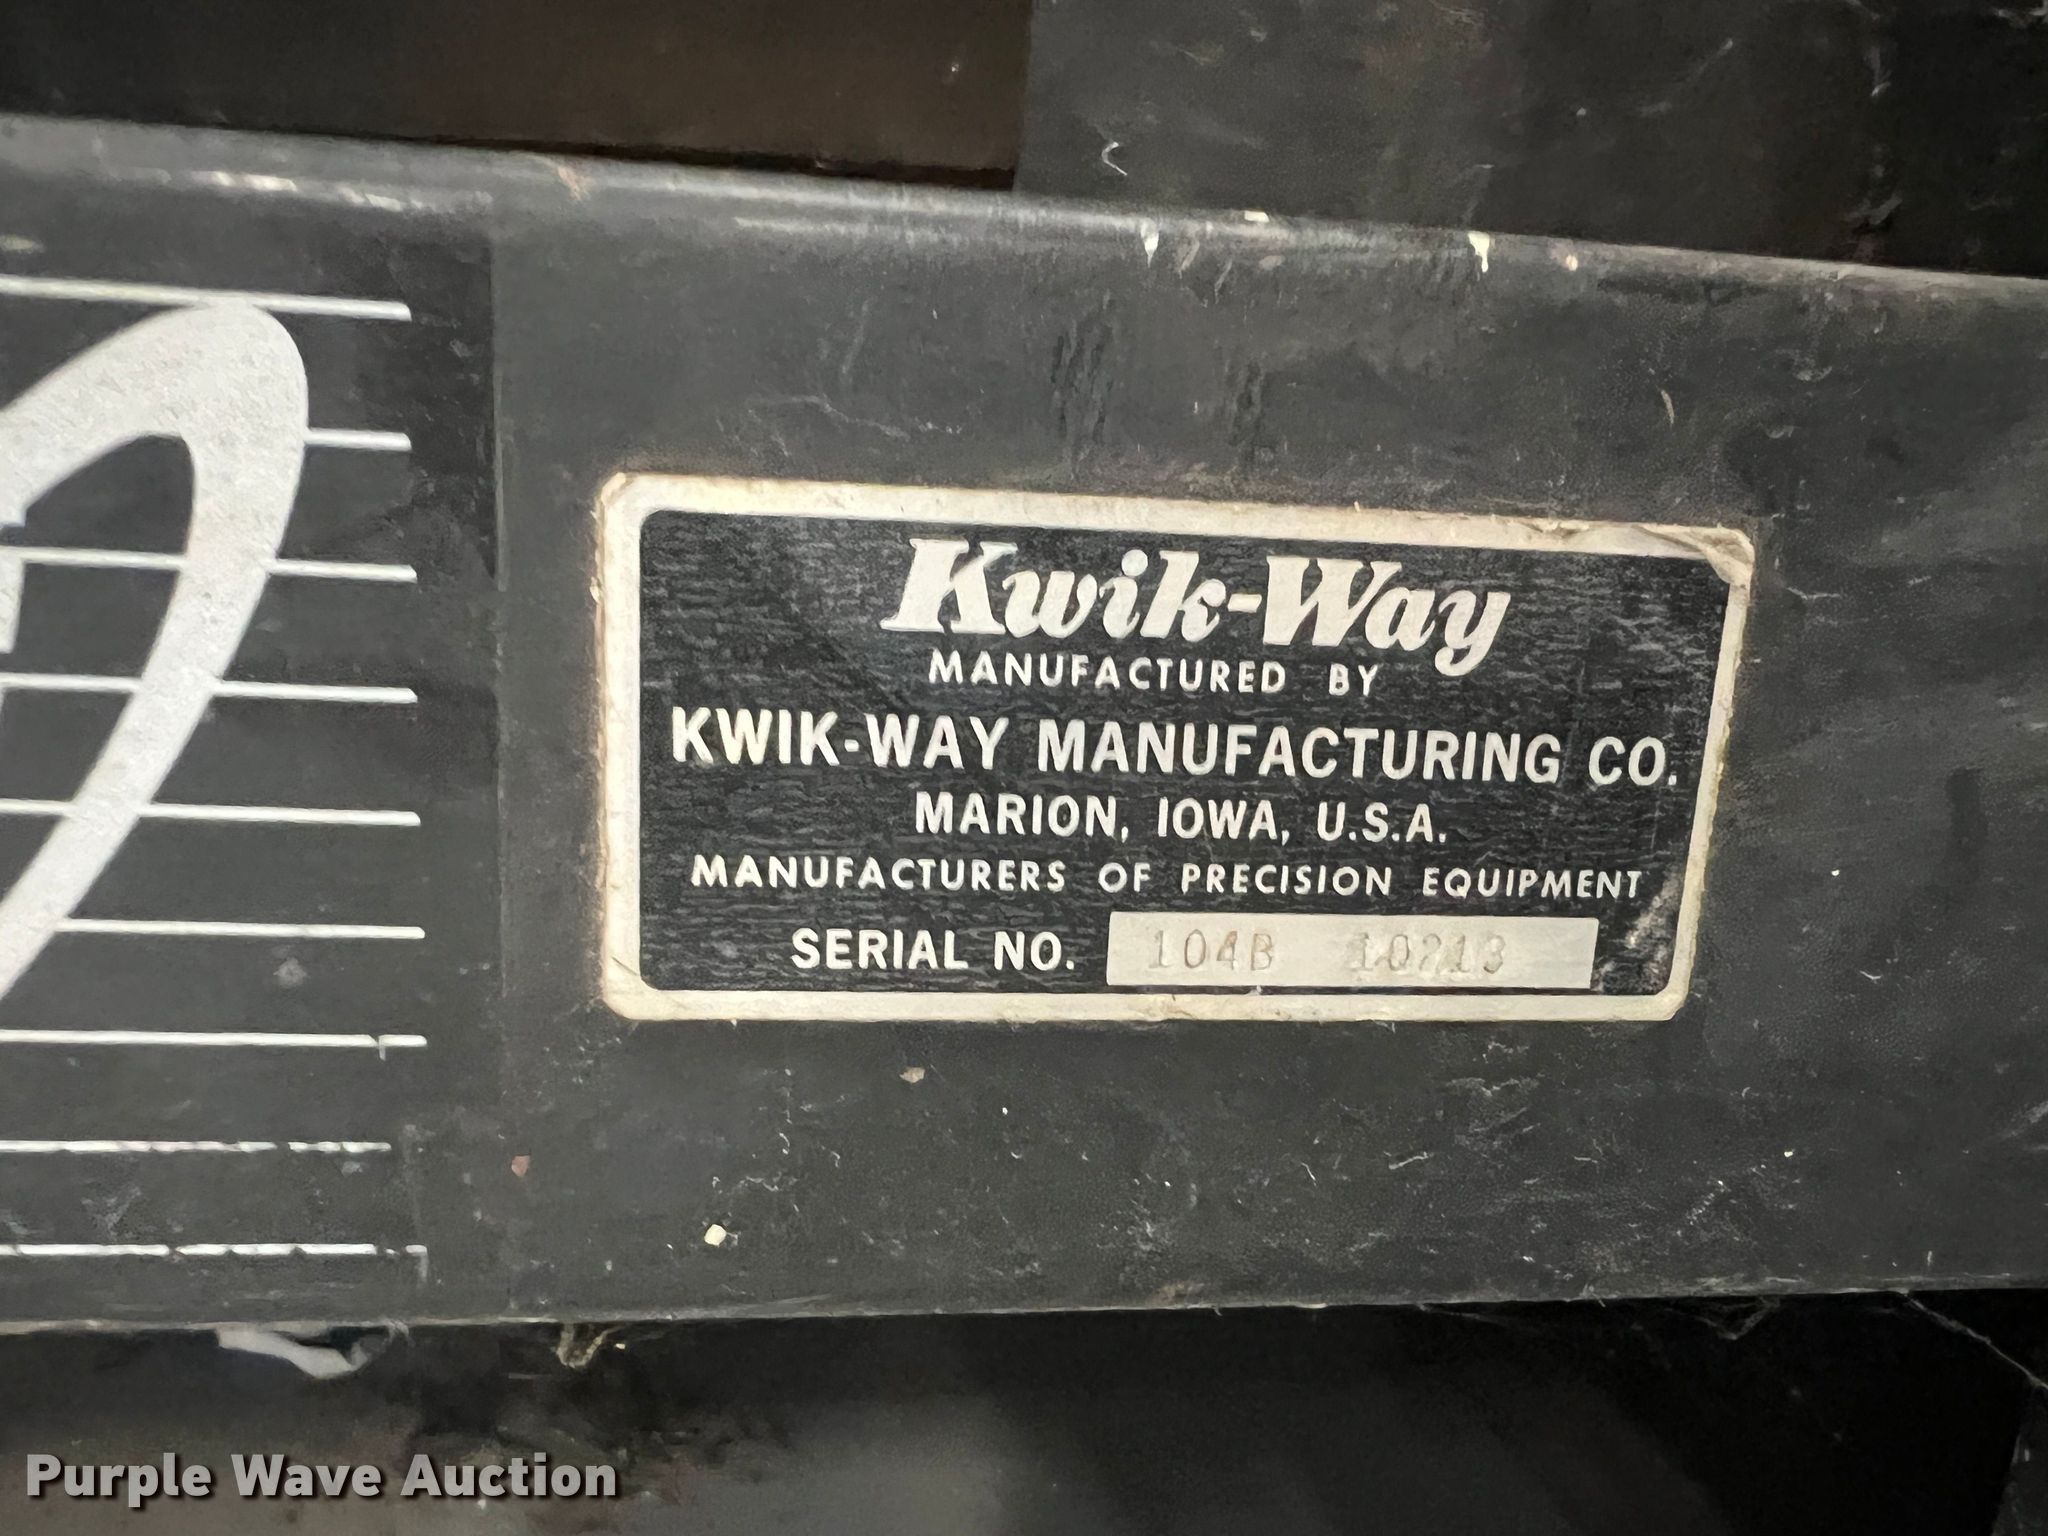 Kwik-Way
MANUFACTURED BY
KWIK-WAY MANUFACTURING CO.
MARION, IOWA, U.S.A.
MANUFACTURERS OF PRECISION EQUIPMENT
SERIAL NO. 104B 10213
Purple Wave Auction